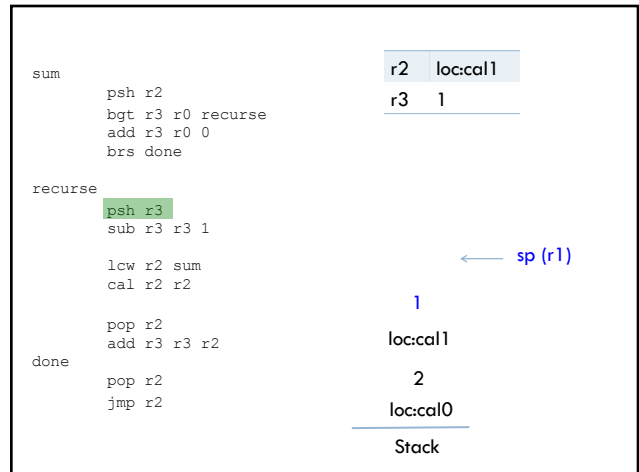 sum
psh r2
bgt r3 r0 recurse
add r3 r0 0
brs done
recurse
psh r3
sub r3 r3 1
lcw r2 sum
cal r2 r2
pop r2
add r3 r3 r2
done
pop r2
jmp r2
r2 loc:cal1
r3 1
sp (r1)
1
loc:cal1
2
loc:cal0
Stack